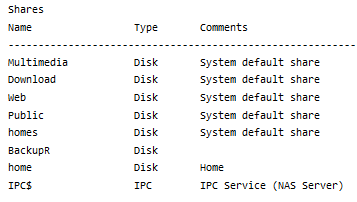 Shares
Name Type Comments
--------------------------------------------------------
Multimedia Disk System default share
Download Disk System default share
Web Disk System default share
Public Disk System default share
homes Disk System default share
BackupR Disk
home Disk Home
IPC$ IPC IPC Service (NAS Server)